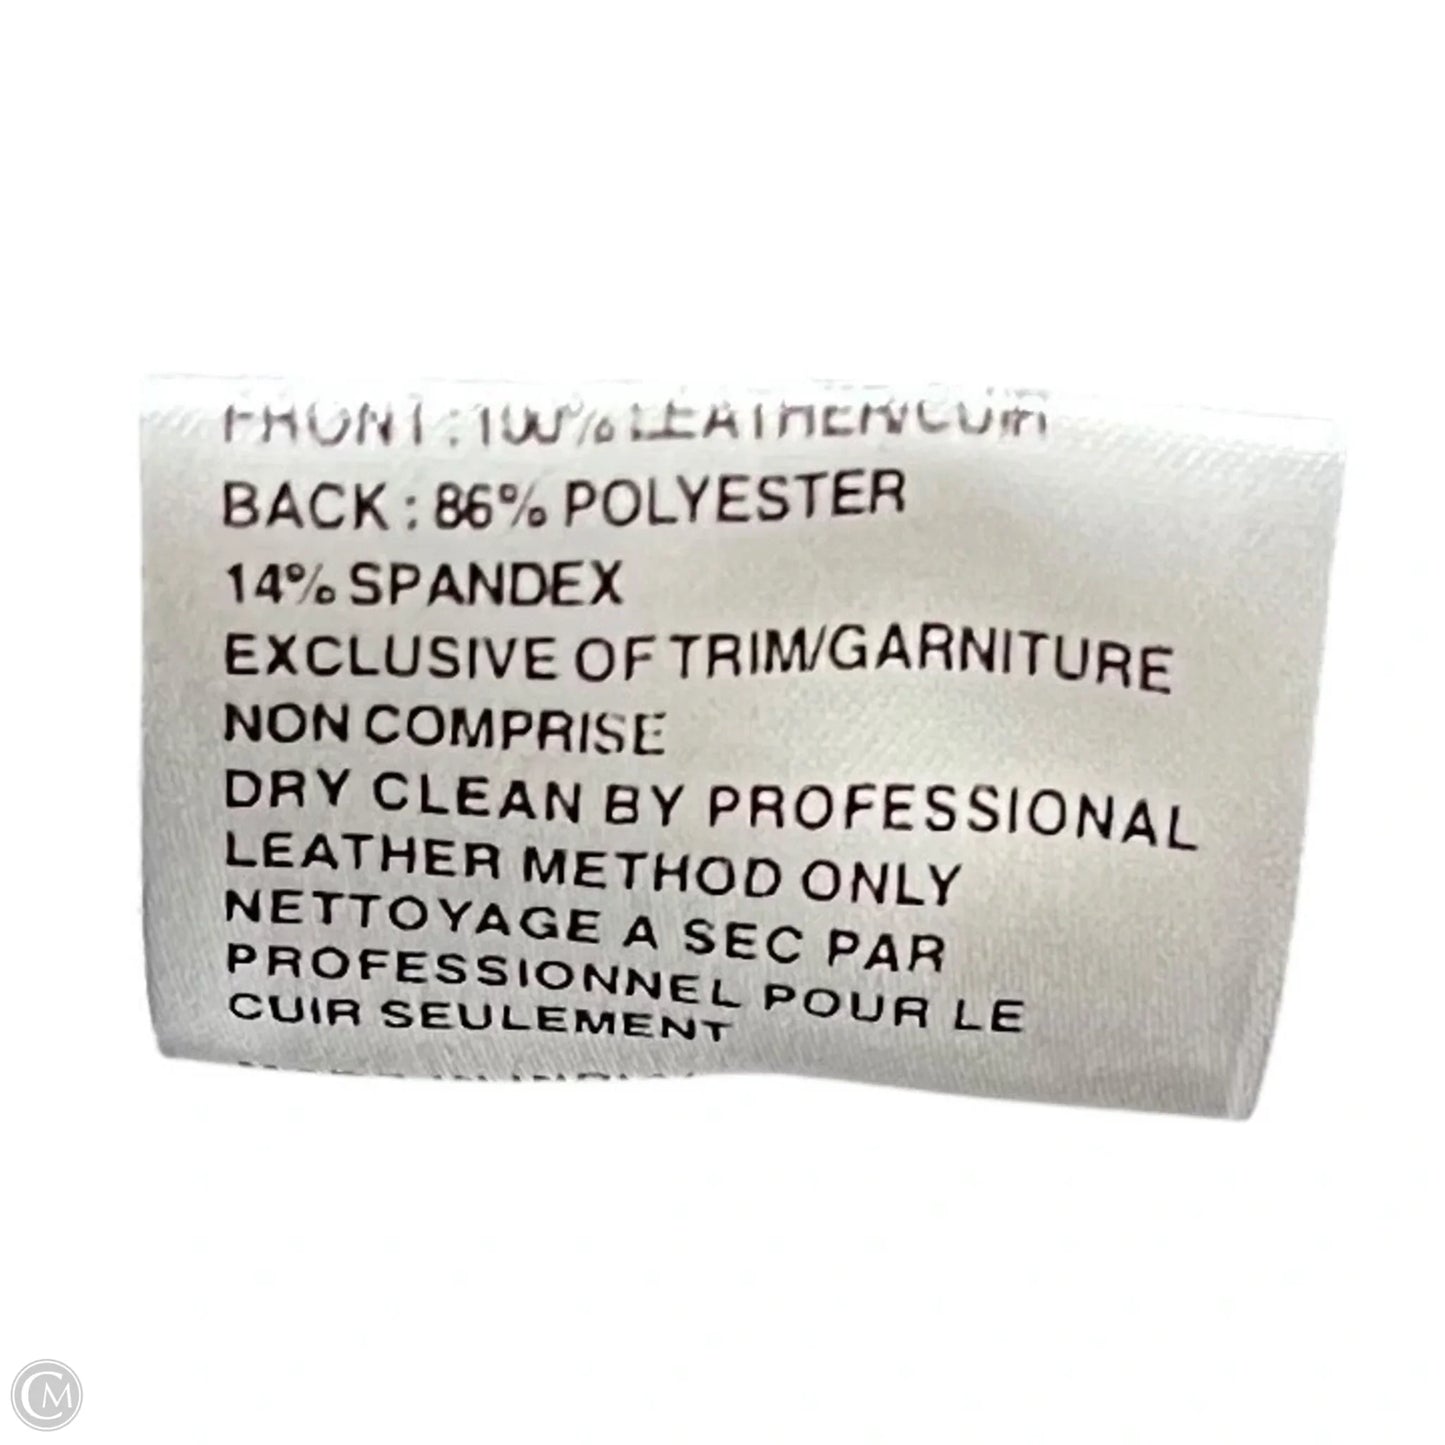 FRONT : 100% LEATHER/CUIR
BACK : 86% POLYESTER
14% SPANDEX
EXCLUSIVE OF TRIM/GARNITURE
NON COMPRISE
DRY CLEAN BY PROFESSIONAL
LEATHER METHOD ONLY
NETTOYAGE A SEC PAR
PROFESSIONNEL POUR LE
CUIR SEULEMENT
CM